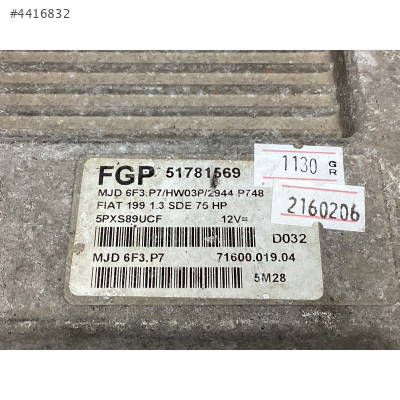 #4416832
FGP 51781569
MJD 6F3.P7/HW03P/2944 P748
FIAT 199 1.3 SDE 75 HP
5PXS89UCF 12V=
D032
MJD 6F3.P7 71600.019.04
5M28
1130 GR
2160206